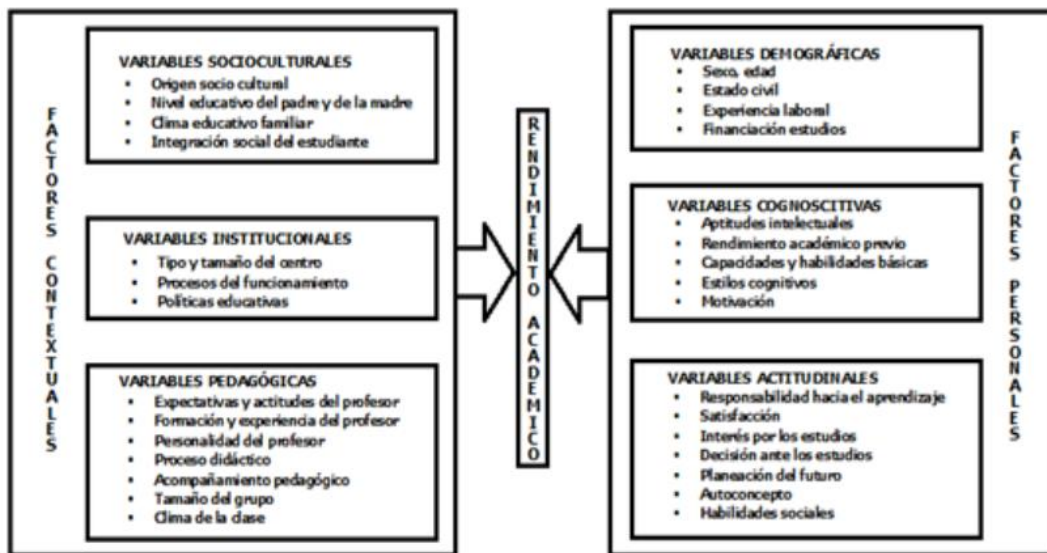 FACTORES CONTEXTUALES
VARIABLES SOCIOCULTURALES
▪ Origen socio cultural
▪ Nivel educativo del padre y de la madre
▪ Clima educativo familiar
▪ Integración social del estudiante
VARIABLES INSTITUCIONALES
▪ Tipo y tamaño del centro
▪ Procesos del funcionamiento
▪ Políticas educativas
VARIABLES PEDAGÓGICAS
▪ Expectativas y actitudes del profesor
▪ Formación y experiencia del profesor
▪ Personalidad del profesor
▪ Proceso didáctico
▪ Acompañamiento pedagógico
▪ Tamaño del grupo
▪ Clima de la clase
RENDIMIENTO ACADEMICO
VARIABLES DEMOGRÁFICAS
▪ Sexo, edad
▪ Estado civil
▪ Experiencia laboral
▪ Financiación estudios
VARIABLES COGNOSCITIVAS
▪ Aptitudes intelectuales
▪ Rendimiento académico previo
▪ Capacidades y habilidades básicas
▪ Estilos cognitivos
▪ Motivación
VARIABLES ACTITUDINALES
▪ Responsabilidad hacia el aprendizaje
▪ Satisfacción
▪ Interés por los estudios
▪ Decisión ante los estudios
▪ Planeación del futuro
▪ Autoconcepto
▪ Habilidades sociales
FACTORES PERSONALES